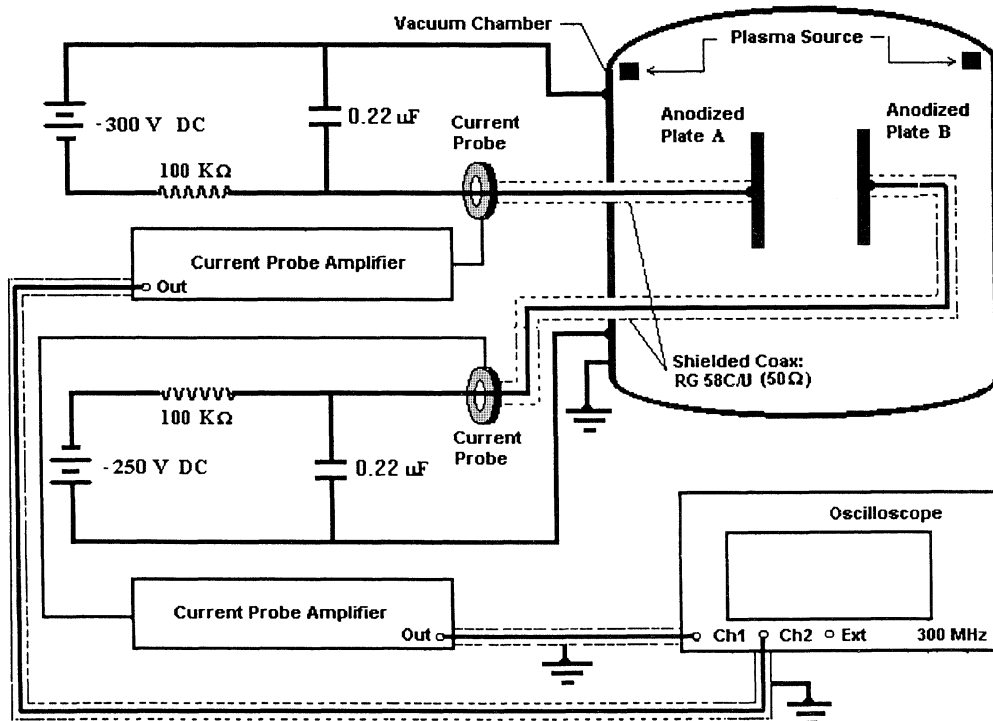 Vacuum Chamber
Plasma Source
-300 V DC
0.22 uF
100 KΩ
Current
Probe
Anodized
Plate A
Anodized
Plate B
Current Probe Amplifier
Out
Shielded Coax:
RG 58C/U (50Ω)
100 KΩ
Current
Probe
-250 V DC
0.22 uF
Oscilloscope
Current Probe Amplifier
Out
Ch1
Ch2
Ext
300 MHz